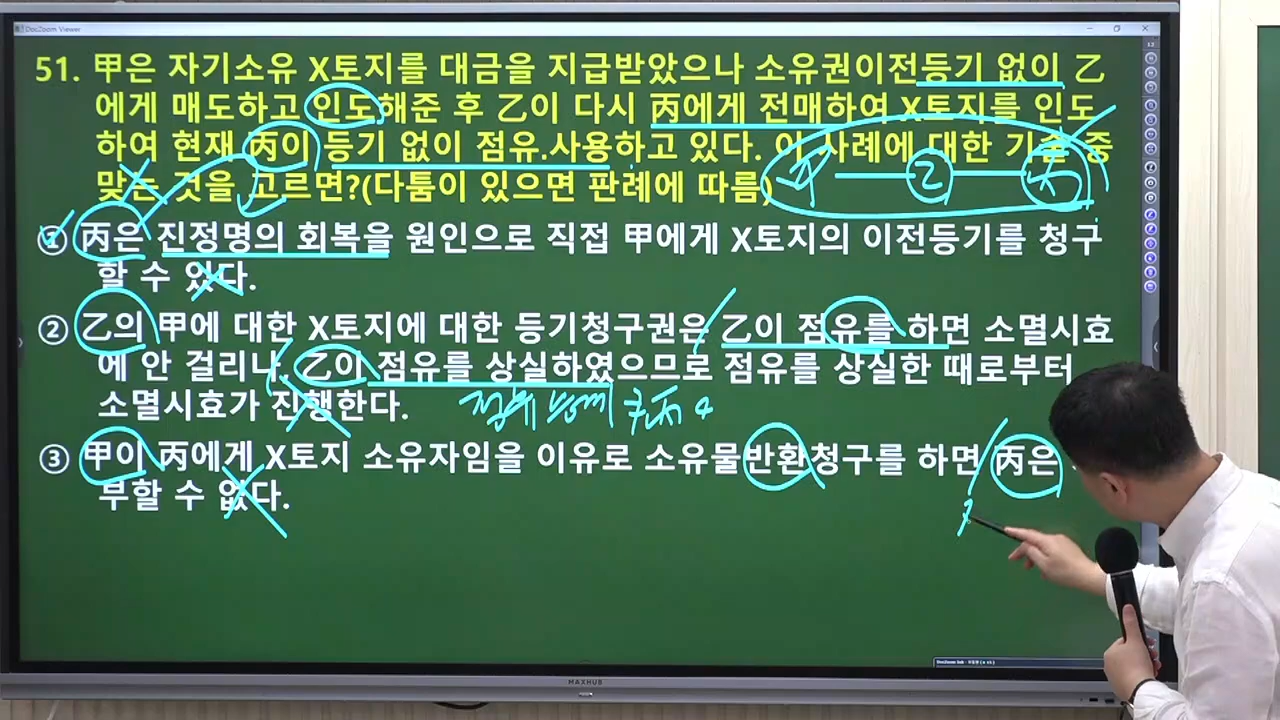 DocZoom Viewer
51. 甲은 자기소유 X토지를 대금을 지급받았으나 소유권이전등기 없이 乙
에게 매도하고 인도해준 후 乙이 다시 丙에게 전매하여 X토지를 인도
하여 현재 丙이 등기 없이 점유.사용하고 있다. 이 사례에 대한 기술 중
맞는 것을 고르면?(다툼이 있으면 판례에 따름)
① 丙은 진정명의 회복을 원인으로 직접 甲에게 X토지의 이전등기를 청구
할 수 있다.
② 乙의 甲에 대한 X토지에 대한 등기청구권은 乙이 점유를 하면 소멸시효
에 안 걸리나, 乙이 점유를 상실하였으므로 점유를 상실한 때로부터
소멸시효가 진행한다.
③ 甲이 丙에게 X토지 소유자임을 이유로 소유물반환청구를 하면 丙은
부할 수 없다.
MAXHUB